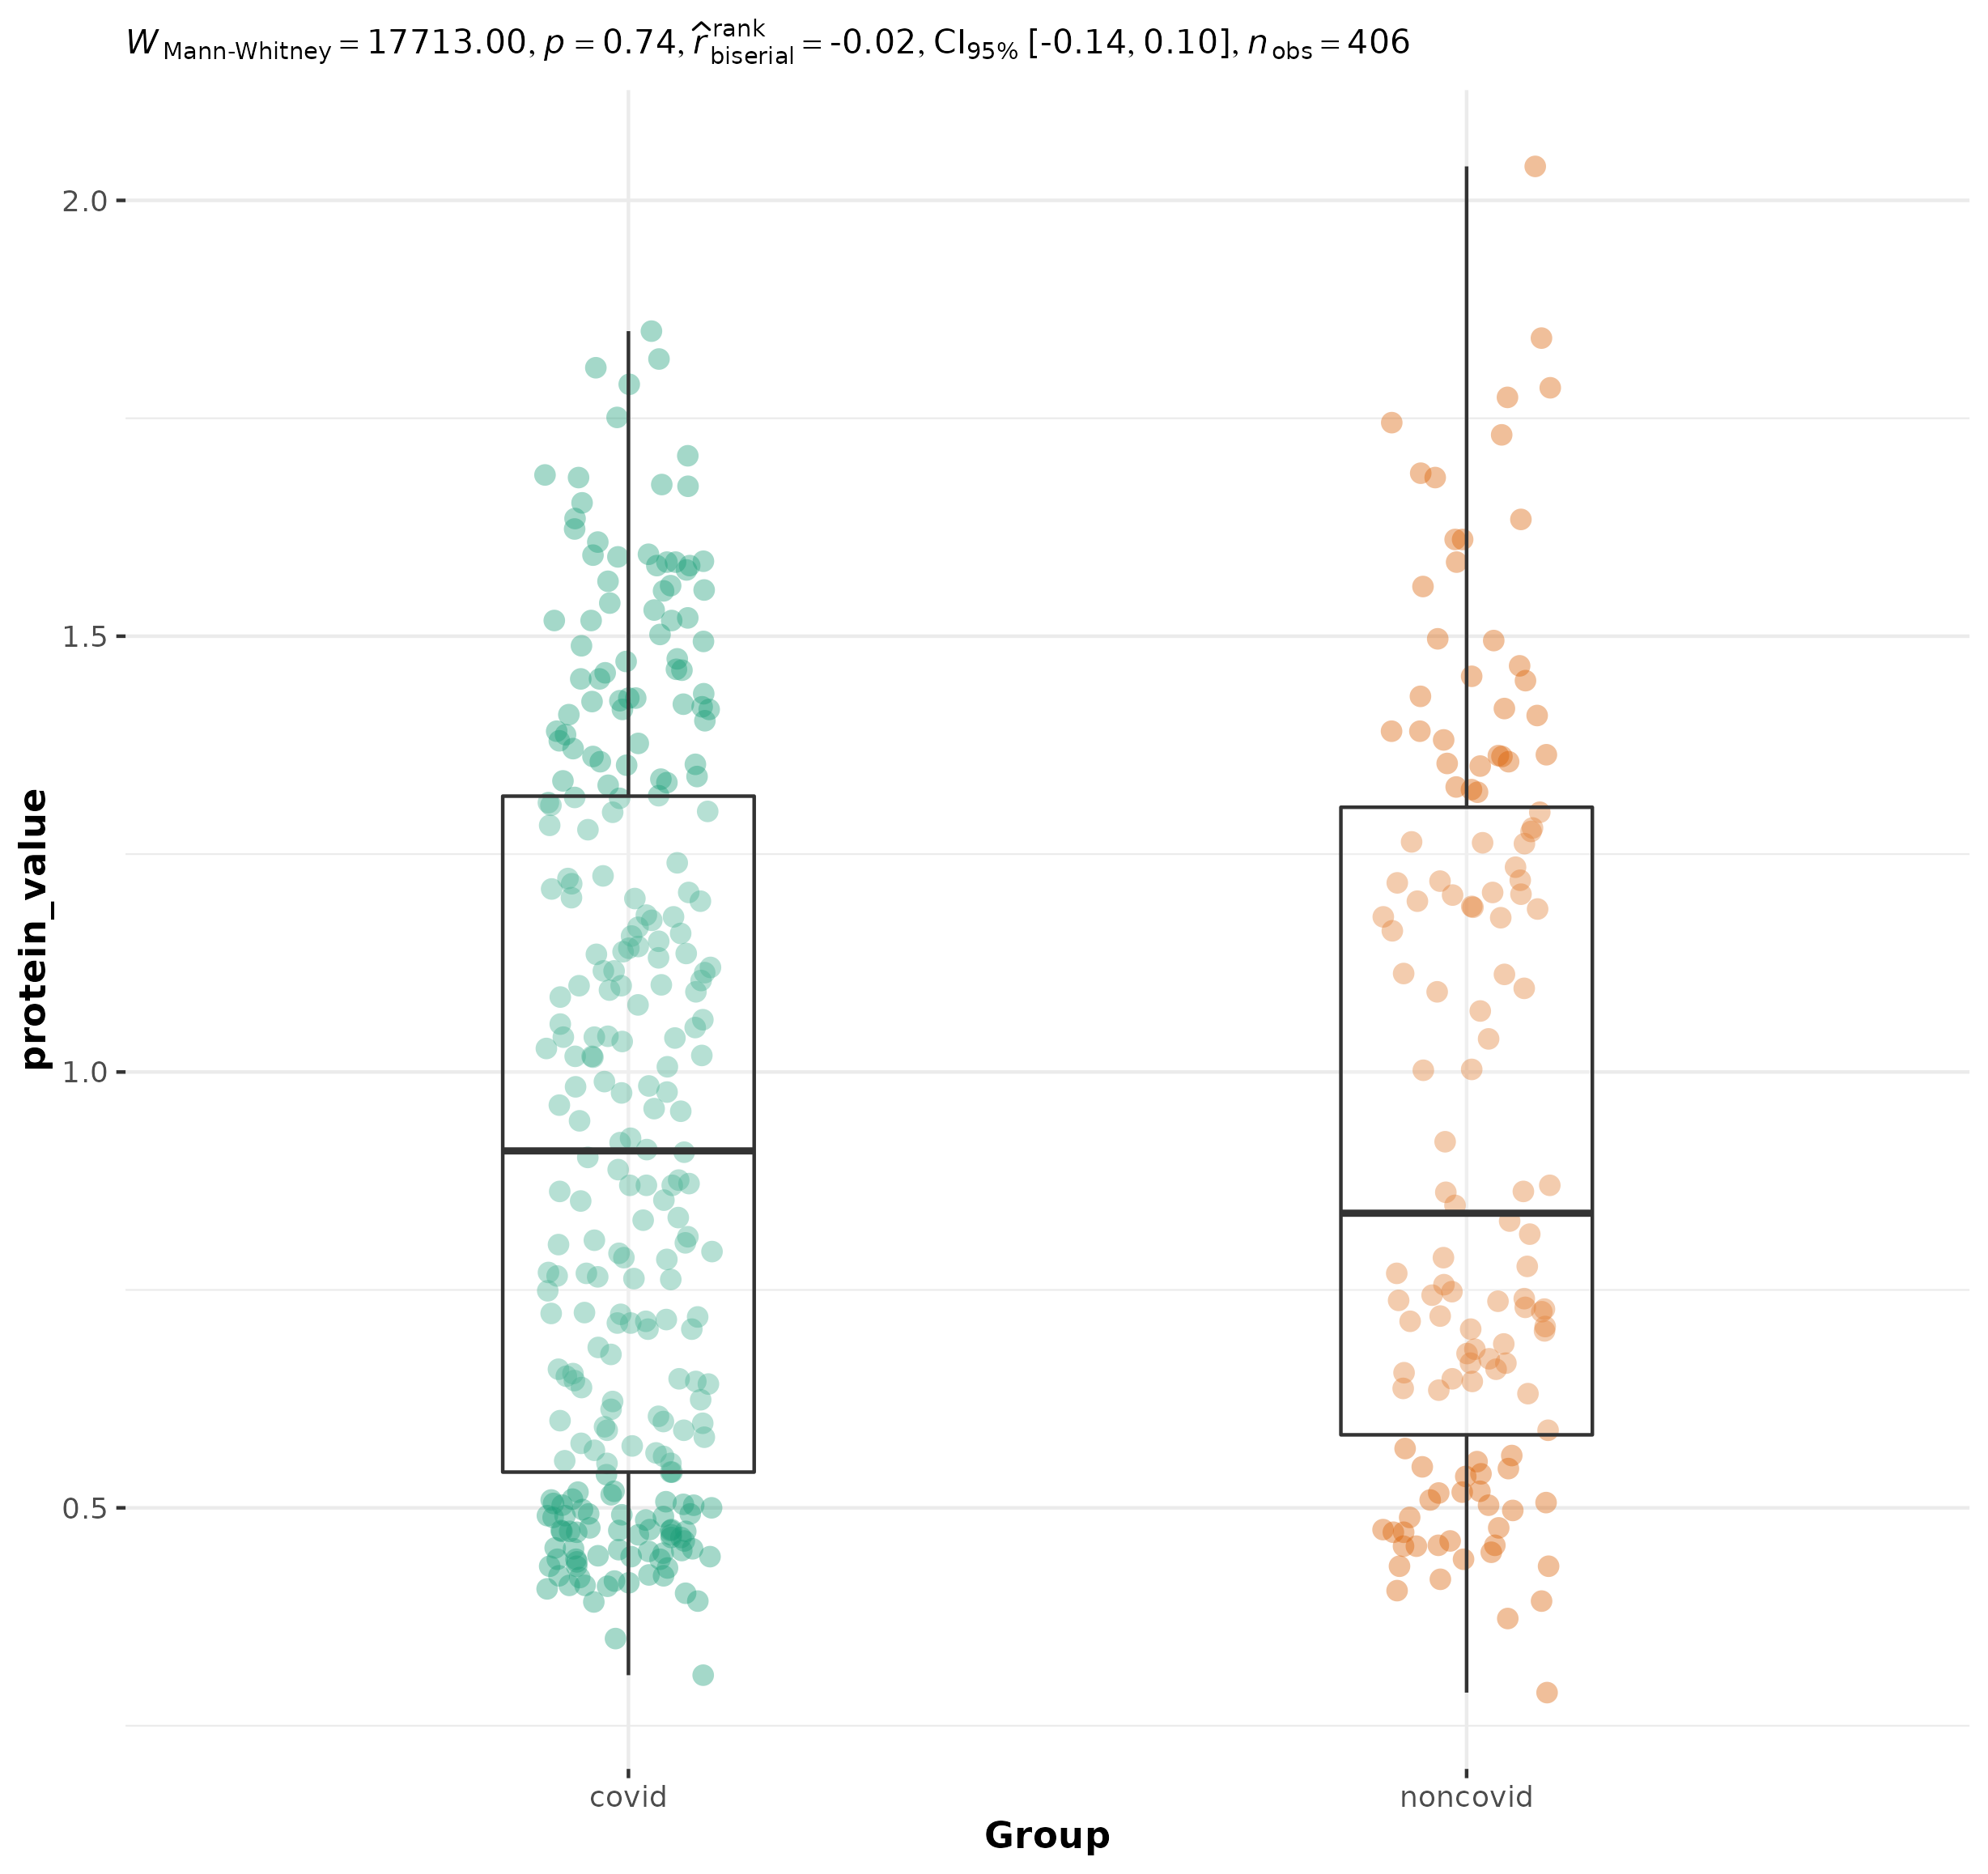 W Mann-Whitney = 17713.00, p = 0.74, r̂ rank biserial = -0.02, CI95% [-0.14, 0.10], n obs = 406
2.0
1.5
1.0
0.5
protein_value
covid noncovid
Group